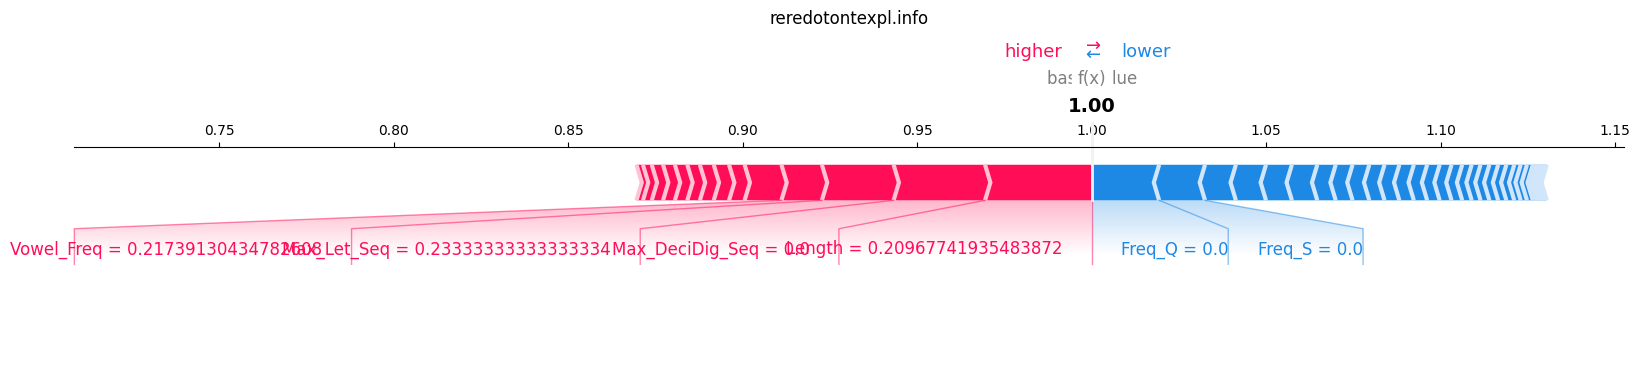 reredotontexpl.info
higher ⇄ lower
f(x)
1.00
0.75 0.80 0.85 0.90 0.95 1.00 1.05 1.10 1.15
Vowel_Freq = Max_Let_Seq = 0.23333333333333334 Max_DeciDig_Seq = 0.0 Length = 0.20967741935483872 Freq_Q = 0.0 Freq_S = 0.0